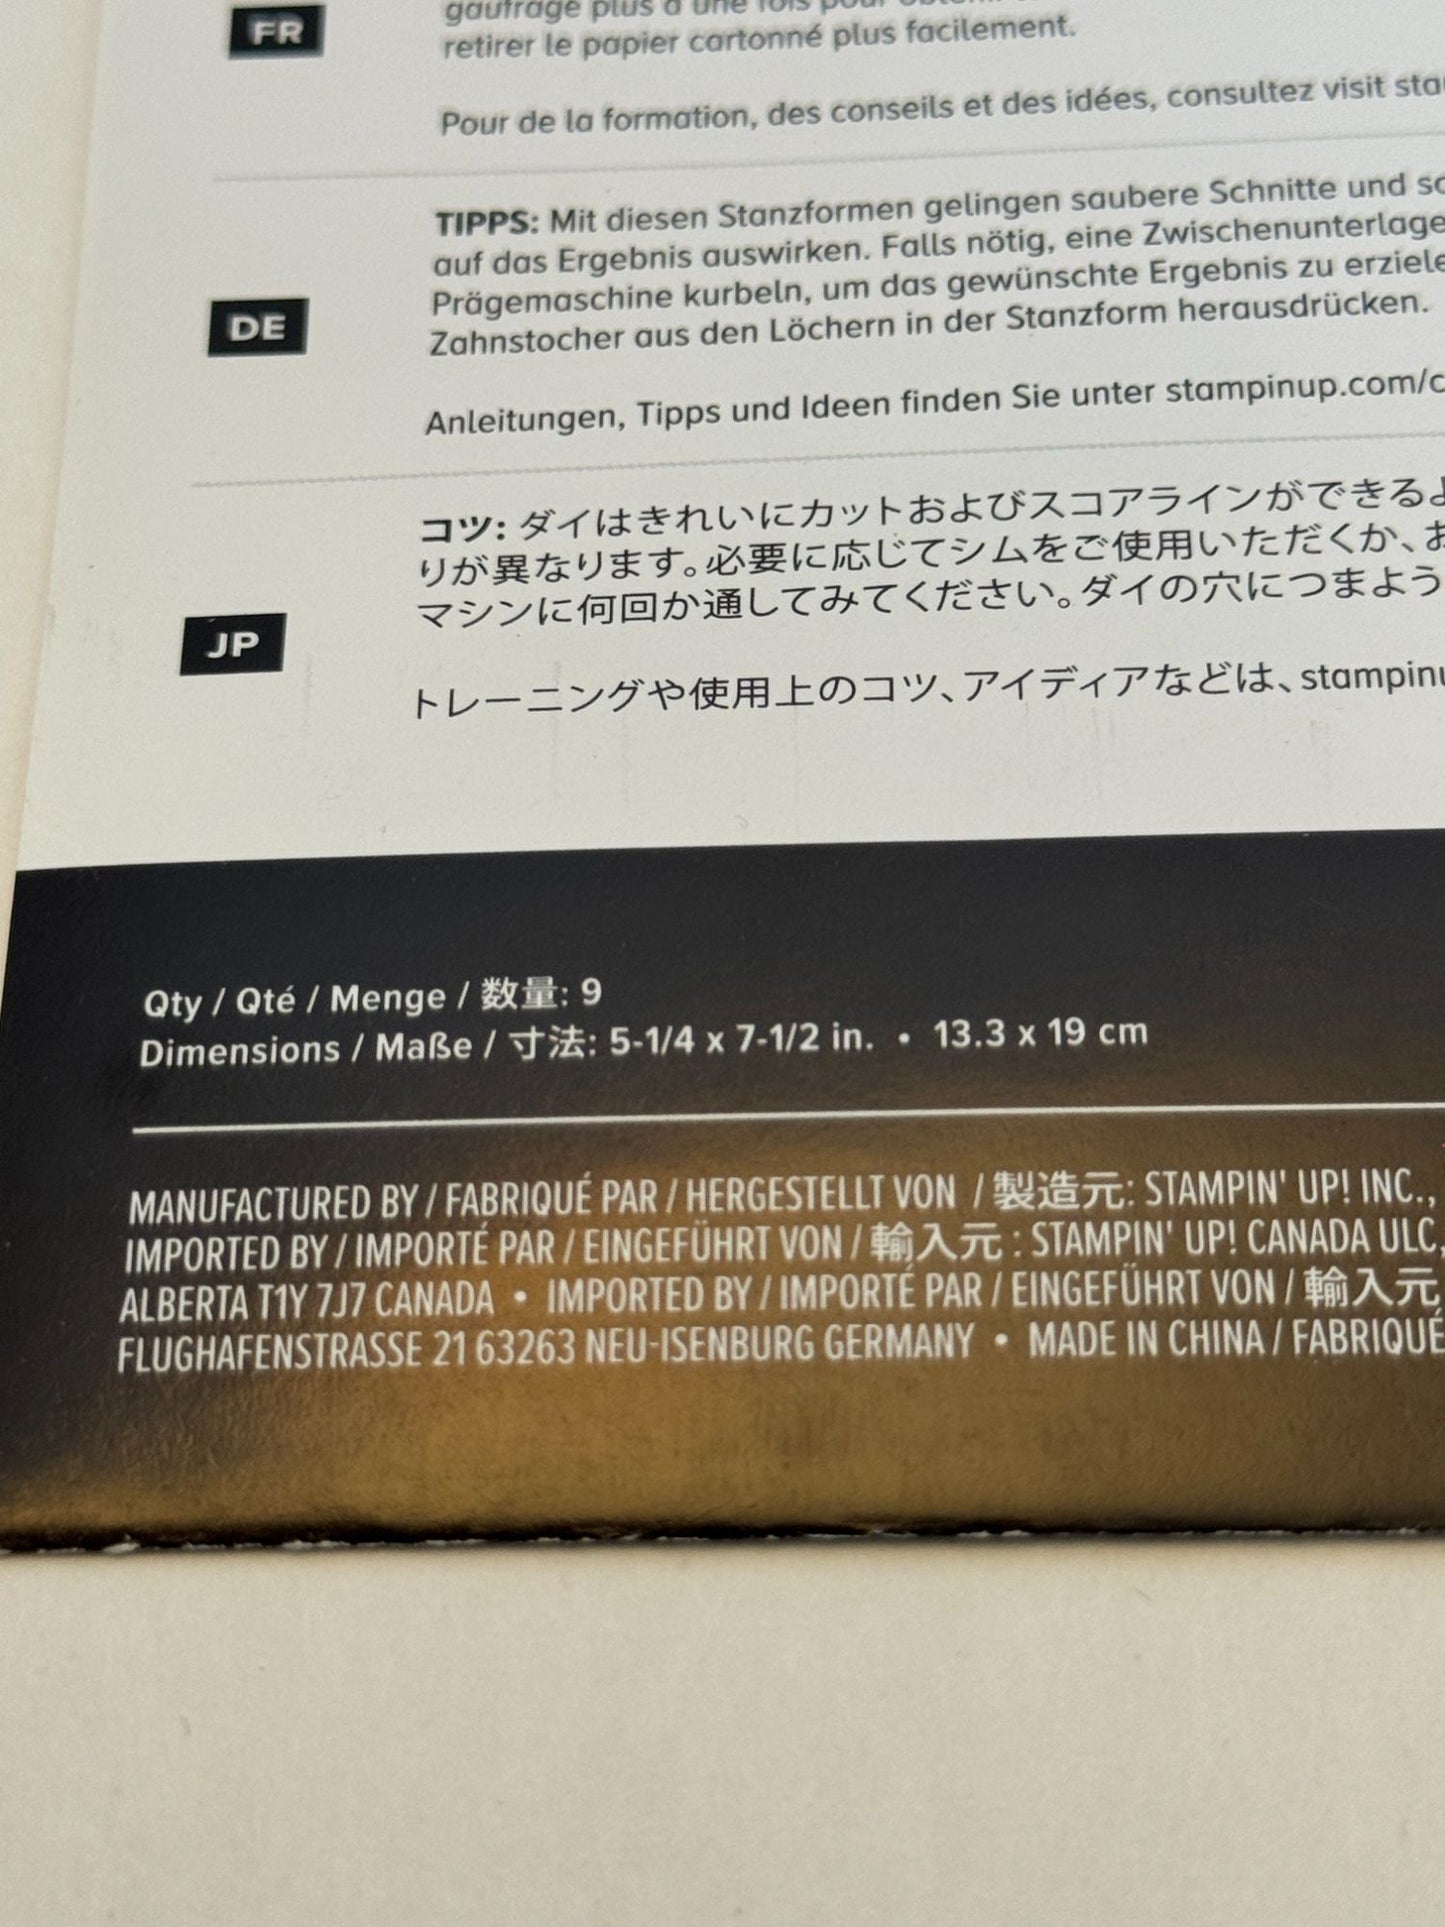 FR
gaufrage plus d'une fois pour
retirer le papier cartonné plus facilement.
Pour de la formation, des conseils et des idées, consultez visit
DE
TIPPS: Mit diesen Stanzformen gelingen saubere Schnitte und
auf das Ergebnis auswirken. Falls nötig, eine Zwischenunterlage
Prägemaschine kurbeln, um das gewünschte Ergebnis zu
Zahnstocher aus den Löchern in der Stanzform herausdrücken.
Anleitungen, Tipps und Ideen finden Sie unter stampinup.com/c
JP
コツ: ダイはきれいにカットおよびスコアラインができるよ
りが異なります。必要に応じてシムをご使用いただくか、お
マシンに何回か通してみてください。ダイの穴につまよう
トレーニングや使用上のコツ、アイディアなどは、stampinu
Qty / Qté / Menge / 数量: 9
Dimensions / Maße / 寸法: 5-1/4 x 7-1/2 in. • 13.3 x 19 cm
MANUFACTURED BY / FABRIQUÉ PAR / HERGESTELLT VON / 製造元: STAMPIN' UP! INC.,
IMPORTED BY / IMPORTÉ PAR / EINGEFÜHRT VON / 輸入元 : STAMPIN' UP! CANADA ULC,
ALBERTA T1Y 7J7 CANADA • IMPORTED BY / IMPORTÉ PAR / EINGEFÜHRT VON / 輸入元
FLUGHAFENSTRASSE 21 63263 NEU-ISENBURG GERMANY • MADE IN CHINA / FABRIQUÉ